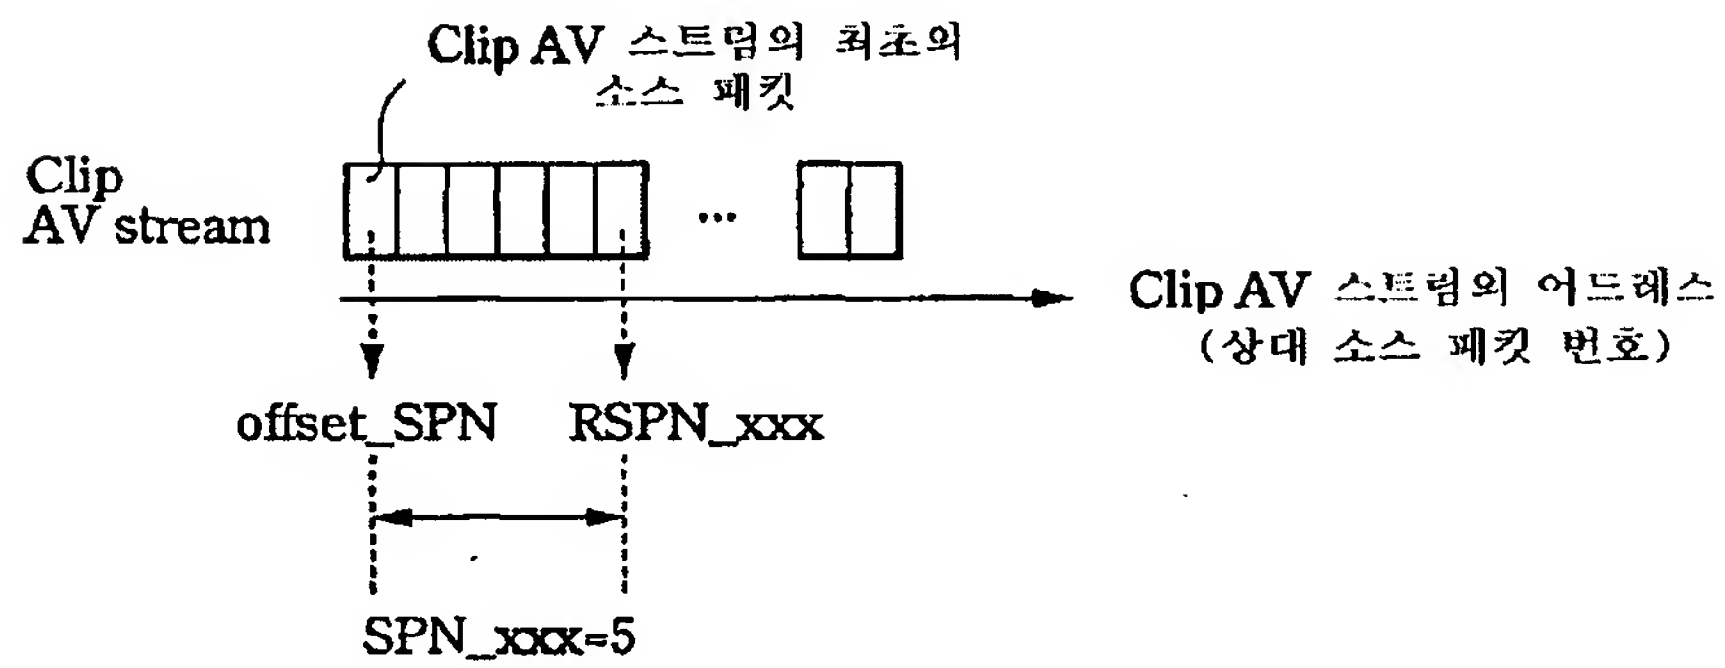 Clip AV 스트림의 최초의
소스 패킷
Clip
AV stream
...
Clip AV 스트림의 어드레스
(상대 소스 패킷 번호)
offset_SPN
RSPN_xxx
SPN_xxx=5